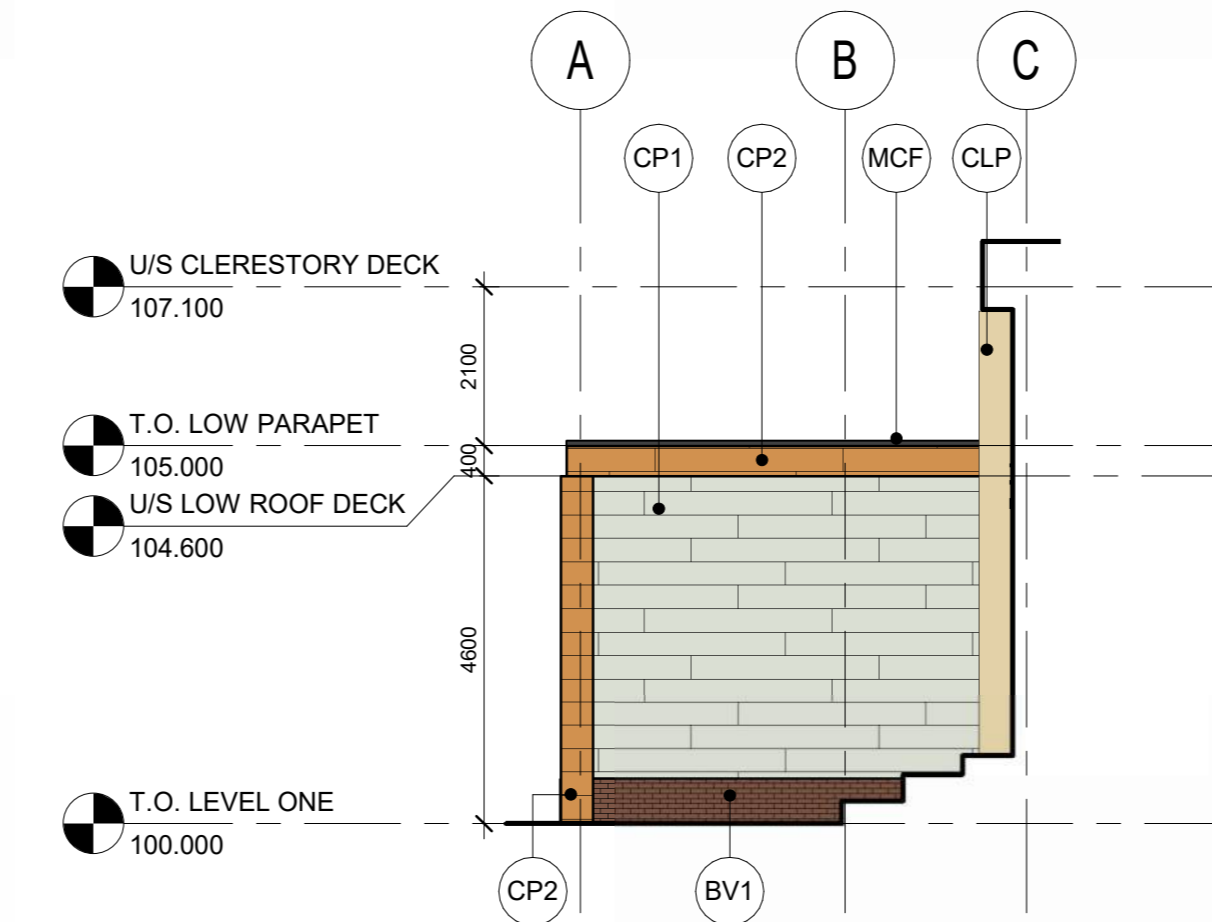 A
B
C
CP1
CP2
MCF
CLP
U/S CLERESTORY DECK
107.100
2100
T.O. LOW PARAPET
105.000
400
U/S LOW ROOF DECK
104.600
4600
T.O. LEVEL ONE
100.000
CP2
BV1